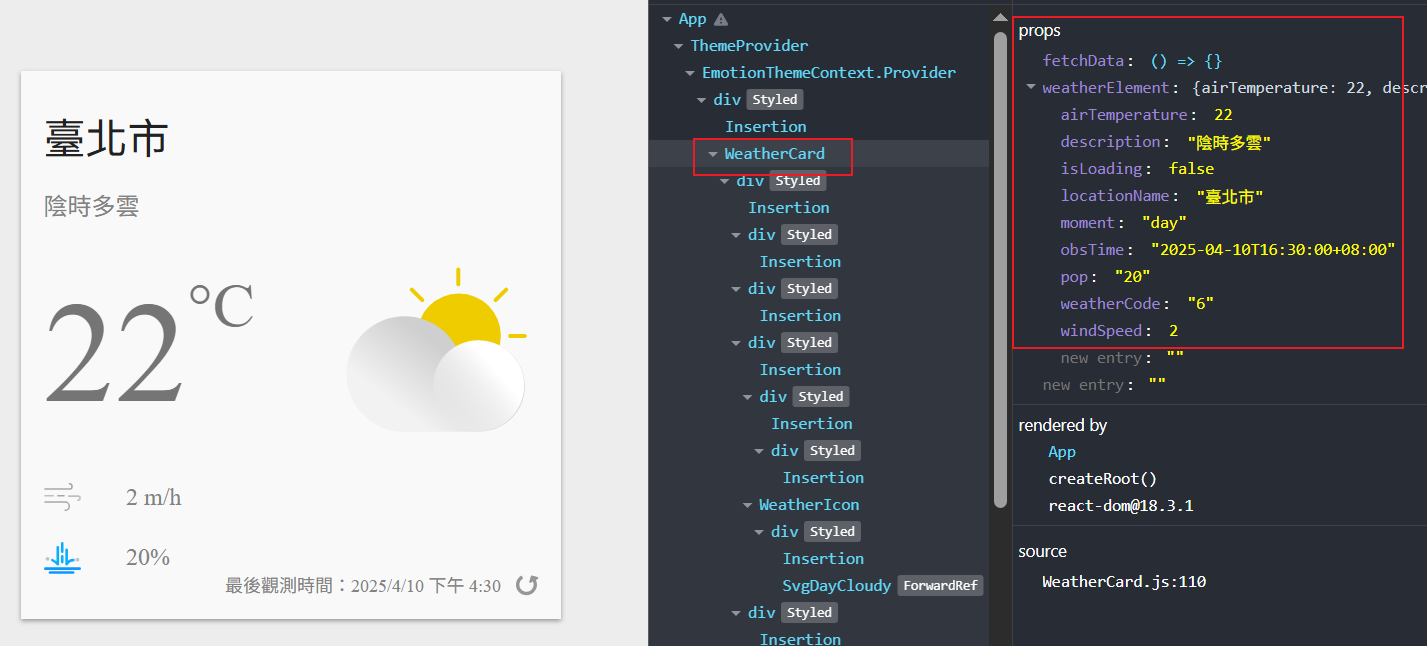 臺北市
陰時多雲
22 °C
2 m/h
20%
最後觀測時間：2025/4/10 下午 4:30
App
ThemeProvider
EmotionThemeContext.Provider
div Styled
Insertion
WeatherCard
div Styled
Insertion
div Styled
Insertion
div Styled
Insertion
div Styled
Insertion
div Styled
Insertion
div Styled
Insertion
WeatherIcon
div Styled
Insertion
SvgDayCloudy ForwardRef
div Styled
Insertion
props
fetchData: () => {}
weatherElement: {airTemperature: 22, descr
airTemperature: 22
description: "陰時多雲"
isLoading: false
locationName: "臺北市"
moment: "day"
obsTime: "2025-04-10T16:30:00+08:00"
pop: "20"
weatherCode: "6"
windSpeed: 2
new entry: ""
new entry: ""
rendered by
App
createRoot()
react-dom@18.3.1
source
WeatherCard.js:110